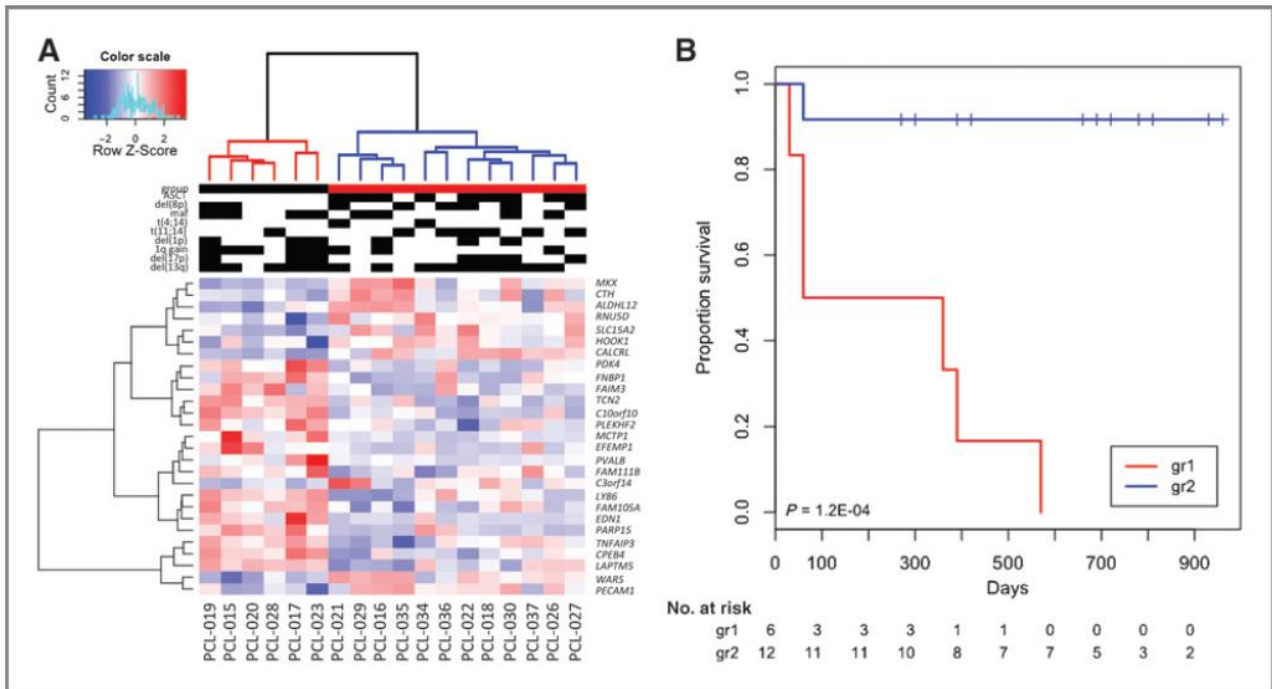 A
Color scale
Count
0 6 12
−2 0 2
Row Z-Score
group
ASCT
del(8p)
maf
t(4;14)
t(11;14)
del(1p)
1q gain
del(17p)
del(13q)
MKX
CTH
ALDHL12
RNU5D
SLC15A2
HOOK1
CALCRL
PDK4
FNBP1
FAIM3
TCN2
C10orf10
PLEKHF2
MCTP1
EFEMP1
PVALB
FAM111B
C3orf14
LY86
FAM105A
EDN1
PARP15
TNFAIP3
CPEB4
LAPTM5
WARS
PECAM1
PCL-019
PCL-015
PCL-020
PCL-028
PCL-017
PCL-023
PCL-021
PCL-029
PCL-016
PCL-035
PCL-034
PCL-036
PCL-022
PCL-018
PCL-030
PCL-037
PCL-026
PCL-027
B
Proportion survival
1.0
0.8
0.6
0.4
0.2
0.0
gr1
gr2
P = 1.2E-04
0 100 300 500 700 900
Days
No. at risk
gr1 6 3 3 3 1 1 0 0 0 0
gr2 12 11 11 10 8 7 7 5 3 2